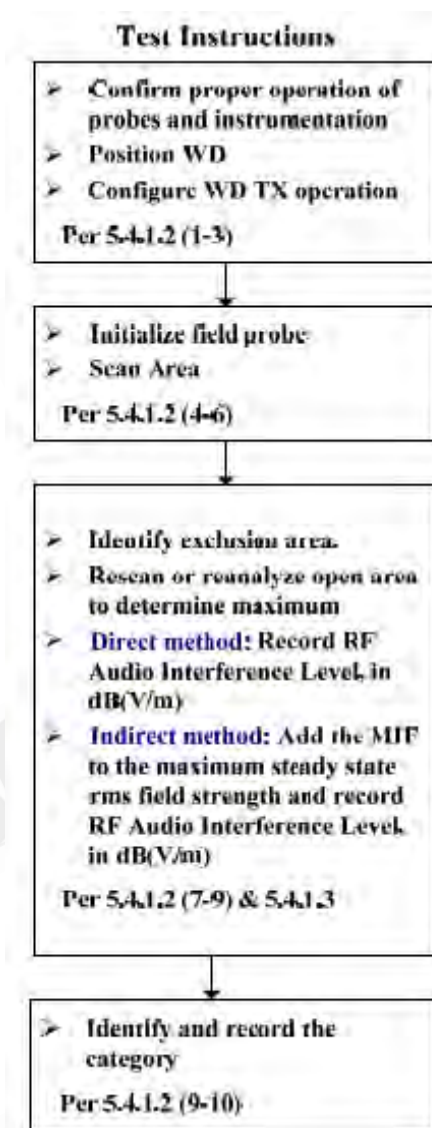 Test Instructions
➢ Confirm proper operation of
probes and instrumentation
➢ Position WD
➢ Configure WD TX operation
Per 5.4.1.2 (1-3)
➢ Initialize field probe
➢ Scan Area
Per 5.4.1.2 (4-6)
➢ Identify exclusion area.
➢ Rescan or reanalyze open area
to determine maximum
➢ Direct method: Record RF
Audio Interference Level, in
dB(V/m)
➢ Indirect method: Add the MIF
to the maximum steady state
rms field strength and record
RF Audio Interference Level,
in dB(V/m)
Per 5.4.1.2 (7-9) & 5.4.1.3
➢ Identify and record the
category
Per 5.4.1.2 (9-10)